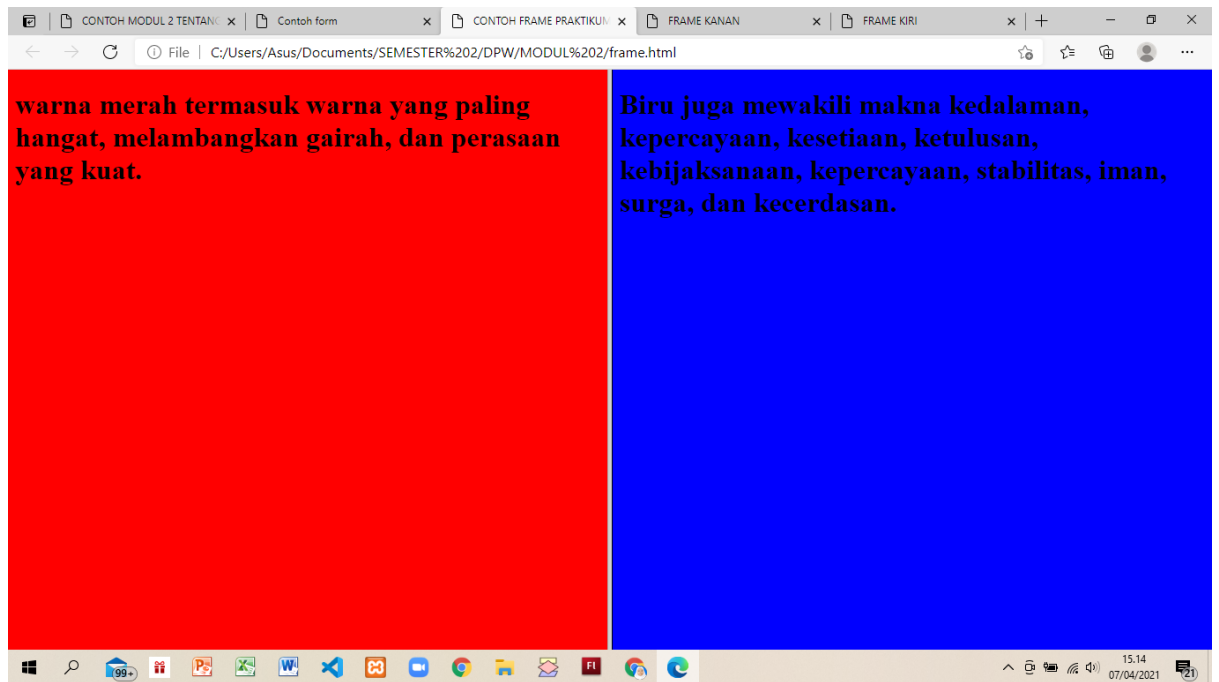 CONTOH MODUL 2 TENTANG
Contoh form
CONTOH FRAME PRAKTIKUM
FRAME KANAN
FRAME KIRI
File | C:/Users/Asus/Documents/SEMESTER%202/DPW/MODUL%202/frame.html
warna merah termasuk warna yang paling
hangat, melambangkan gairah, dan perasaan
yang kuat.
Biru juga mewakili makna kedalaman,
kepercayaan, kesetiaan, ketulusan,
kebijaksanaan, kepercayaan, stabilitas, iman,
surga, dan kecerdasan.
99+
15.14
07/04/2021
21